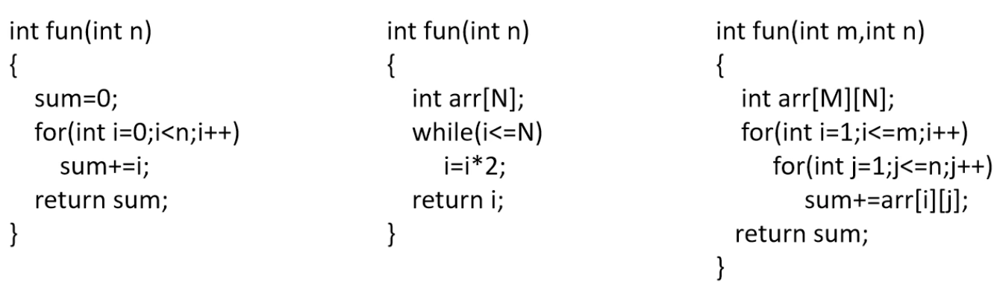 int fun(int n)
{
sum=0;
for(int i=0;i<n;i++)
sum+=i;
return sum;
}
int fun(int n)
{
int arr[N];
while(i<=N)
i=i*2;
return i;
}
int fun(int m,int n)
{
int arr[M][N];
for(int i=1;i<=m;i++)
for(int j=1;j<=n;j++)
sum+=arr[i][j];
return sum;
}